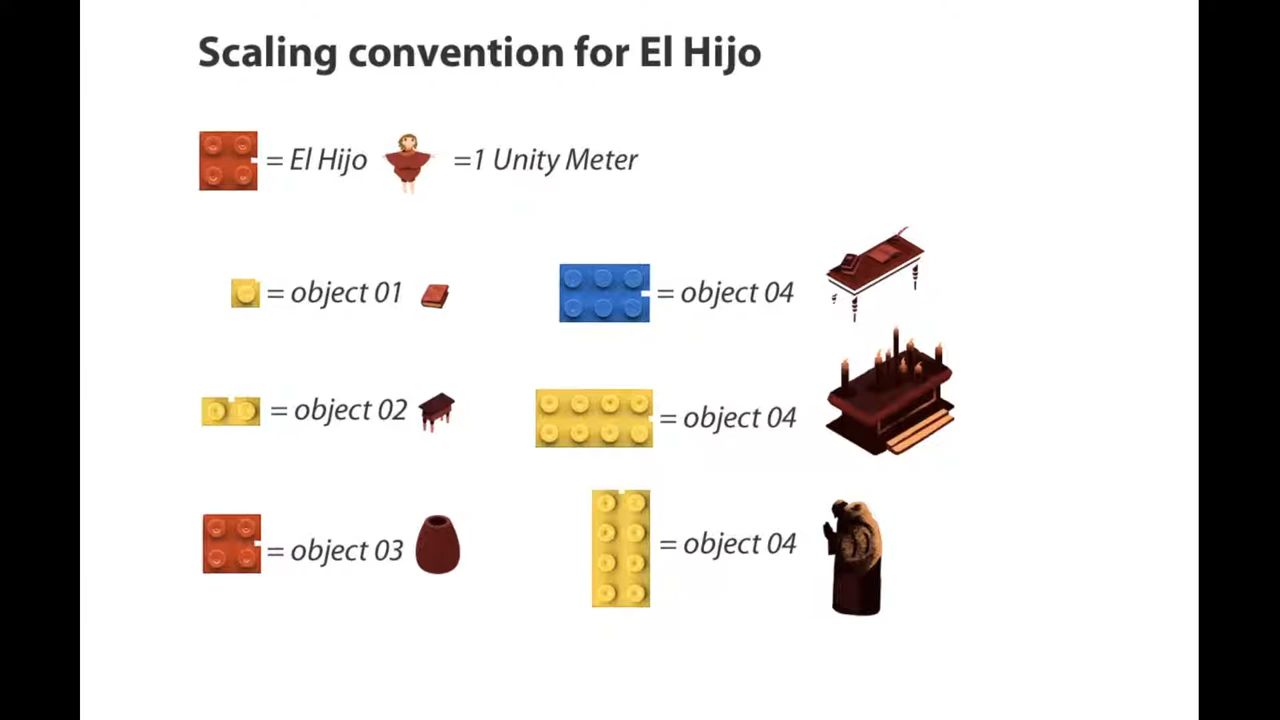 Scaling convention for El Hijo
= El Hijo =1 Unity Meter
= object 01
= object 04
= object 02
= object 04
= object 03
= object 04